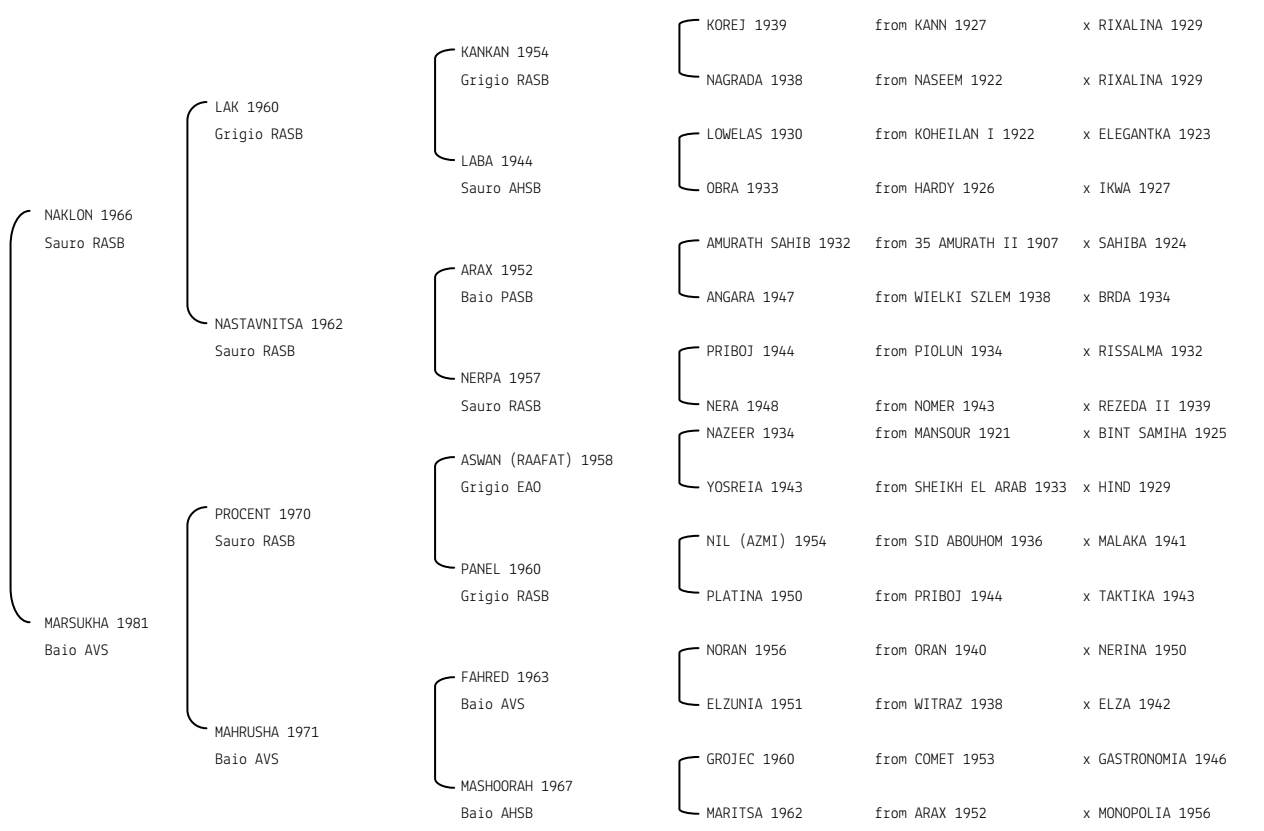 KOREJ 1939 from KANN 1927 x RIXALINA 1929
KANKAN 1954
Grigio RASB
NAGRADA 1938 from NASEEM 1922 x RIXALINA 1929
LAK 1960
Grigio RASB
LOWELAS 1930 from KOHEILAN I 1922 x ELEGANTKA 1923
LABA 1944
Sauro AHSB
OBRA 1933 from HARDY 1926 x IKWA 1927
NAKLON 1966
Sauro RASB
AMURATH SAHIB 1932 from 35 AMURATH II 1907 x SAHIBA 1924
ARAX 1952
Baio PASB
ANGARA 1947 from WIELKI SZLEM 1938 x BRDA 1934
NASTAVNITSA 1962
Sauro RASB
PRIBOJ 1944 from PIOLUN 1934 x RISSALMA 1932
NERPA 1957
Sauro RASB
NERA 1948 from NOMER 1943 x REZEDA II 1939
NAZEER 1934 from MANSOUR 1921 x BINT SAMIHA 1925
ASWAN (RAAFAT) 1958
Grigio EAO
YOSREIA 1943 from SHEIKH EL ARAB 1933 x HIND 1929
PROCENT 1970
Sauro RASB
NIL (AZMI) 1954 from SID ABOUHOM 1936 x MALAKA 1941
PANEL 1960
Grigio RASB
PLATINA 1950 from PRIBOJ 1944 x TAKTIKA 1943
MARSUKHA 1981
Baio AVS
NORAN 1956 from ORAN 1940 x NERINA 1950
FAHRED 1963
Baio AVS
ELZUNIA 1951 from WITRAZ 1938 x ELZA 1942
MAHRUSHA 1971
Baio AVS
GROJEC 1960 from COMET 1953 x GASTRONOMIA 1946
MASHOORAH 1967
Baio AHSB
MARITSA 1962 from ARAX 1952 x MONOPOLIA 1956